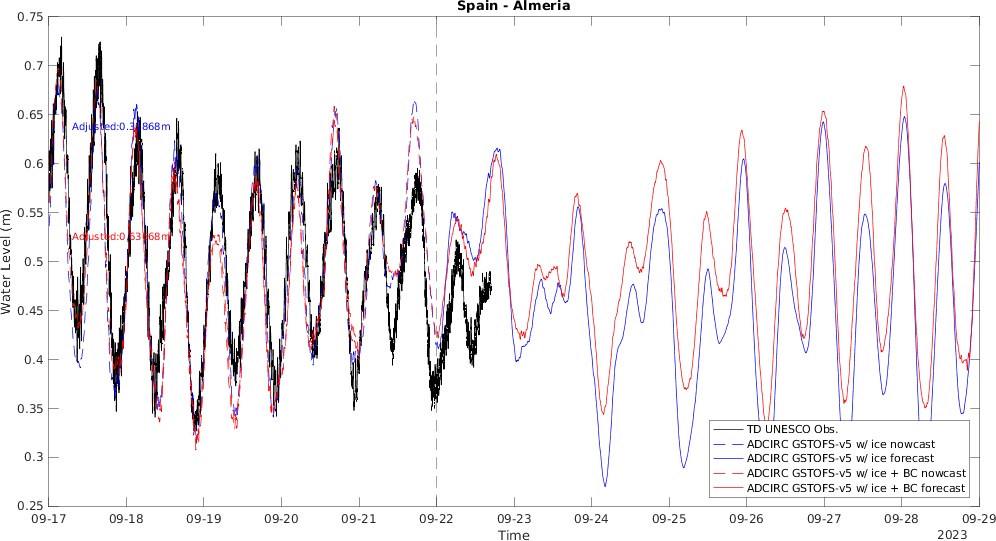 Spain - Almeria
Water Level (m)
0.75
0.7
0.65
0.6
0.55
0.5
0.45
0.4
0.35
0.3
0.25
TD UNESCO Obs.
ADCIRC GSTOFS-v5 w/ ice nowcast
ADCIRC GSTOFS-v5 w/ ice forecast
ADCIRC GSTOFS-v5 w/ ice + BC nowcast
ADCIRC GSTOFS-v5 w/ ice + BC forecast
09-17 09-18 09-19 09-20 09-21 09-22 09-23 09-24 09-25 09-26 09-27 09-28 09-29
Time
2023